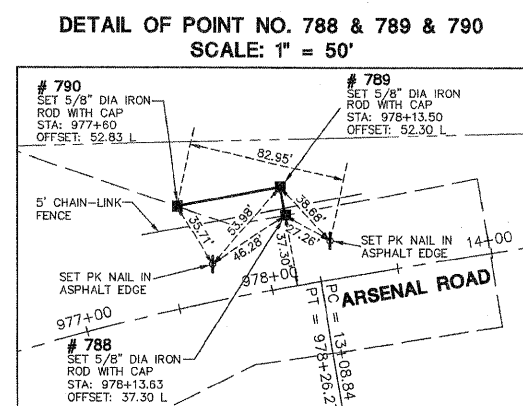 DETAIL OF POINT NO. 788 & 789 & 790
SCALE: 1" = 50'
# 790
SET 5/8" DIA IRON
ROD WITH CAP
STA: 977+60
OFFSET: 52.83 L
# 789
SET 5/8" DIA IRON
ROD WITH CAP
STA: 978+13.50
OFFSET: 52.30 L
82.95'
5' CHAIN-LINK
FENCE
35.71'
53.98'
38.68'
46.28'
27.26'
37.30'
SET PK NAIL IN
ASPHALT EDGE
SET PK NAIL IN
ASPHALT EDGE
14+00
978+00
977+00
ARSENAL ROAD
PC = 13+08.84
PT = 978+26.2
# 788
SET 5/8" DIA IRON
ROD WITH CAP
STA: 978+13.63
OFFSET: 37.30 L